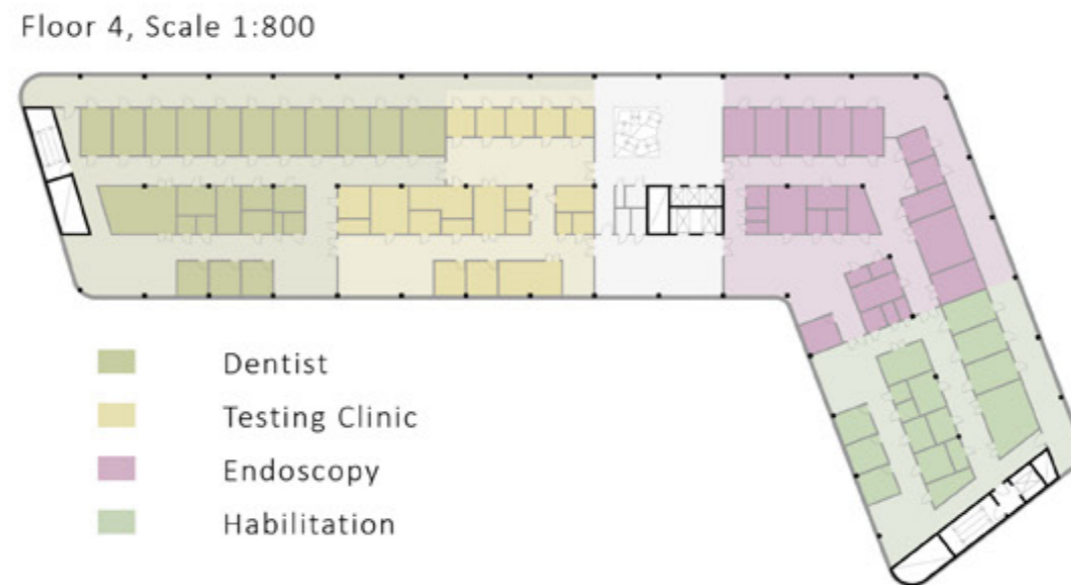 Floor 4, Scale 1:800
Dentist
Testing Clinic
Endoscopy
Habilitation